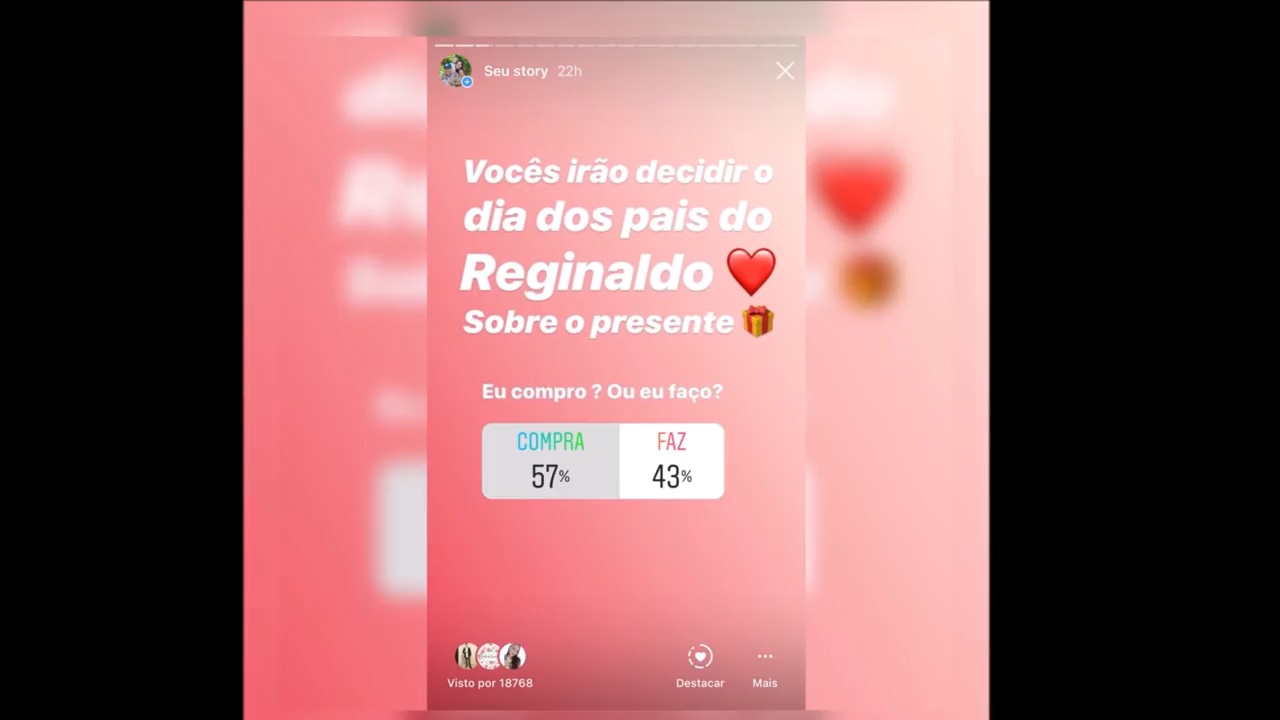 Seu story 22h
Vocês irão decidir o
dia dos pais do
Reginaldo ❤️
Sobre o presente 🎁
Eu compro ? Ou eu faço?
COMPRA FAZ
57% 43%
Visto por 18768 Destacar Mais